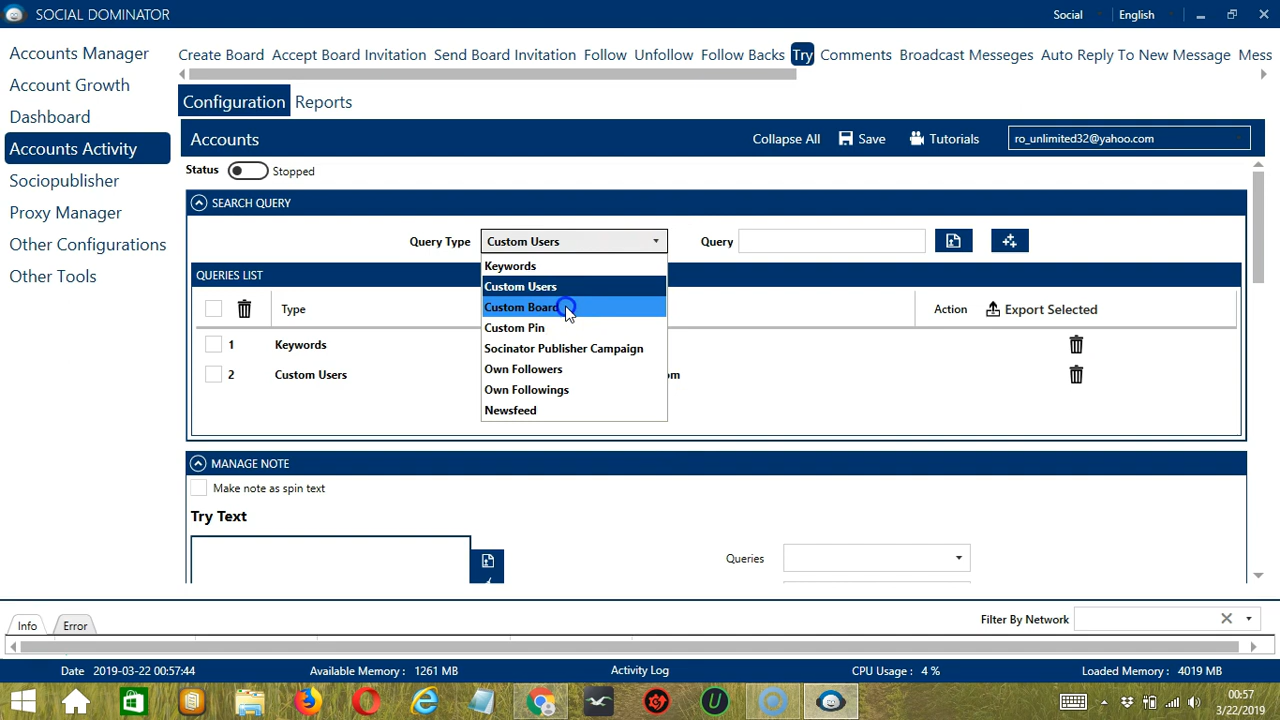 SOCIAL DOMINATOR
Social
English
Accounts Manager
Account Growth
Dashboard
Accounts Activity
Sociopublisher
Proxy Manager
Other Configurations
Other Tools
Create Board Accept Board Invitation Send Board Invitation Follow Unfollow Follow Backs Try Comments Broadcast Messeges Auto Reply To New Message Mess
Configuration Reports
Accounts Collapse All Save Tutorials ro_unlimited32@yahoo.com
Status Stopped
SEARCH QUERY
Query Type Custom Users Query
Keywords
Custom Users
Custom Board
Custom Pin
Socinator Publisher Campaign
Own Followers
Own Followings
Newsfeed
QUERIES LIST
Type Action Export Selected
1 Keywords
2 Custom Users om
MANAGE NOTE
Make note as spin text
Try Text
Queries
Info Error Filter By Network
Date 2019-03-22 00:57:44 Available Memory : 1261 MB Activity Log CPU Usage : 4 % Loaded Memory : 4019 MB
00:57
3/22/2019